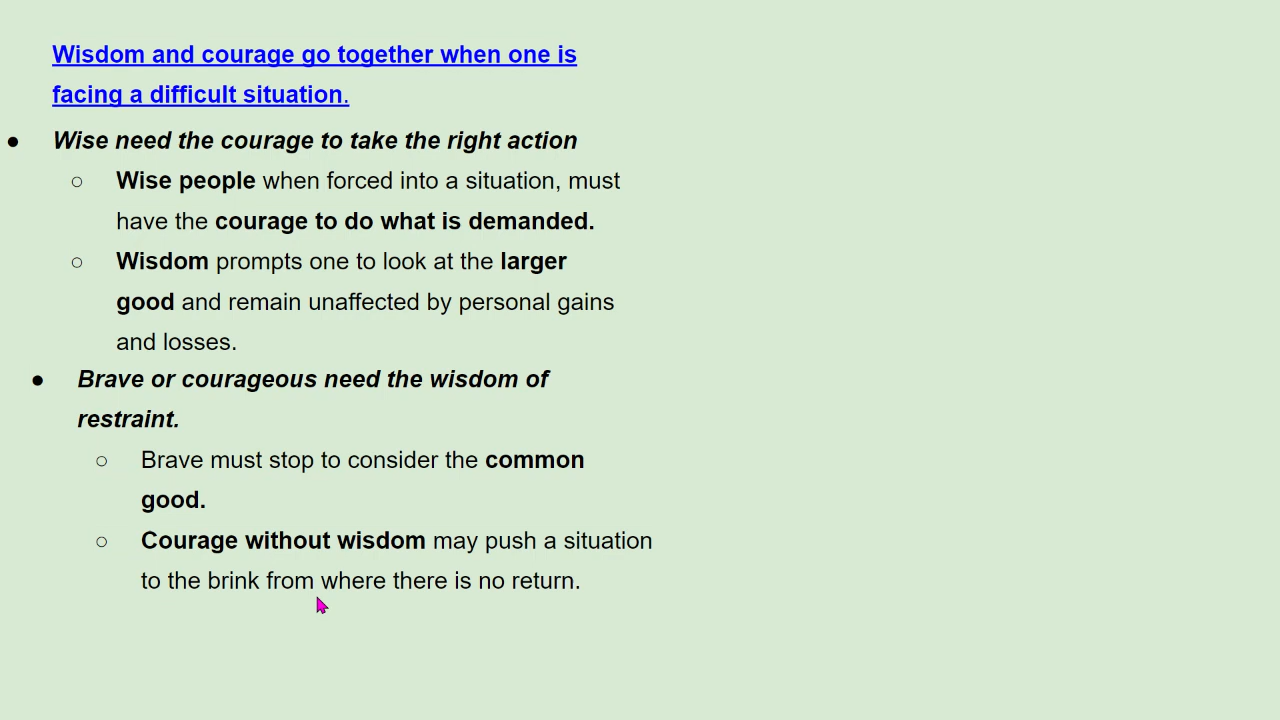 Wisdom and courage go together when one is
facing a difficult situation.
● Wise need the courage to take the right action
○ Wise people when forced into a situation, must
have the courage to do what is demanded.
○ Wisdom prompts one to look at the larger
good and remain unaffected by personal gains
and losses.
● Brave or courageous need the wisdom of
restraint.
○ Brave must stop to consider the common
good.
○ Courage without wisdom may push a situation
to the brink from where there is no return.